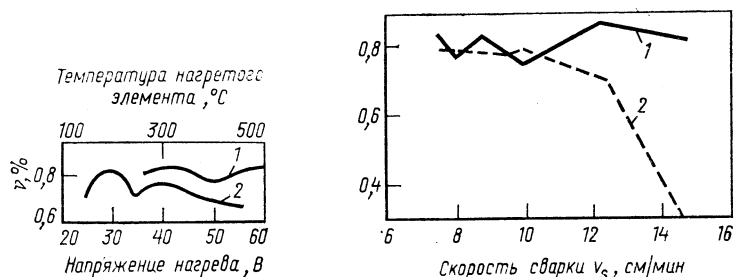 Температура нагретого
элемента, °С
100 300 500
ν,%
0,8
0,6
1
2
20 30 40 50 60
Напряжение нагрева, В
0,8
0,6
0,4
1
2
6 8 10 12 14 16
Скорость сварки vs, см/мин